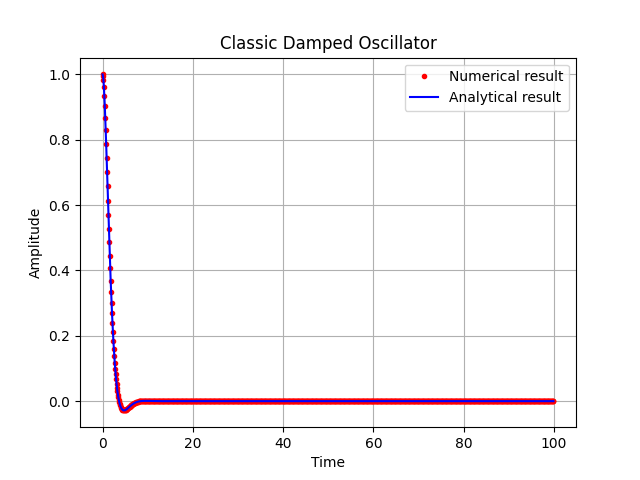 Classic Damped Oscillator
Numerical result
Analytical result
1.0
0.8
0.6
0.4
0.2
0.0
Amplitude
0 20 40 60 80 100
Time